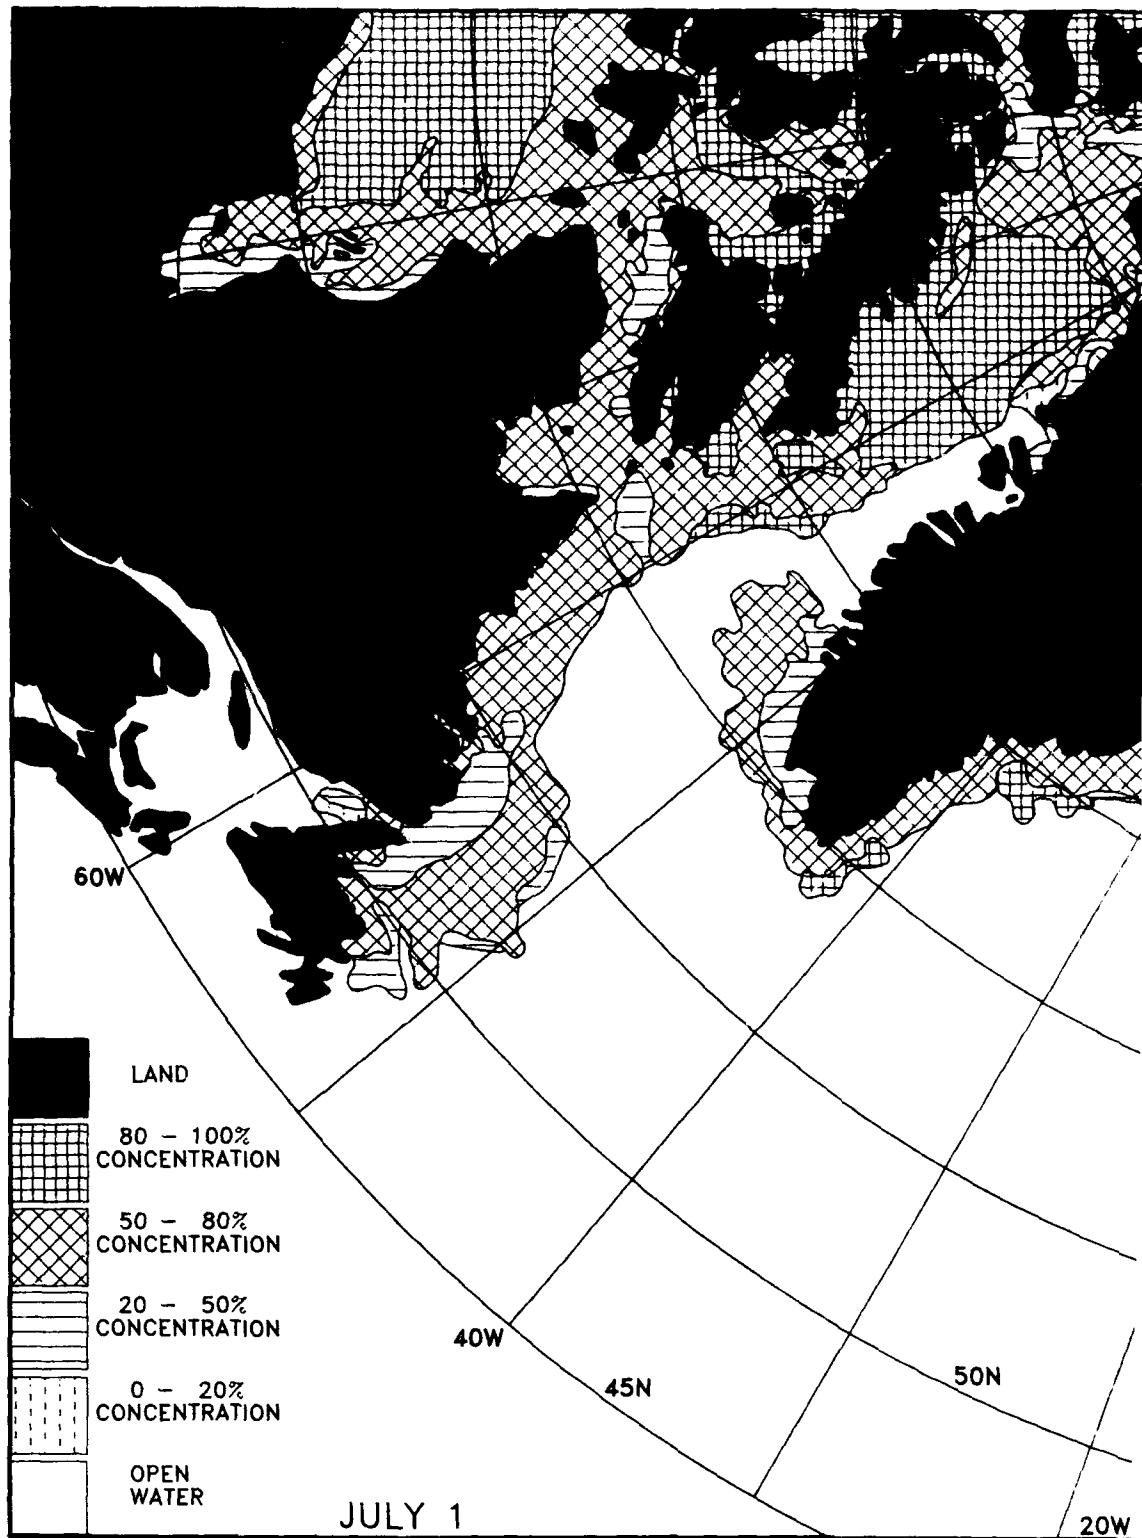 60W
LAND
80 - 100%
CONCENTRATION
50 - 80%
CONCENTRATION
20 - 50%
CONCENTRATION
0 - 20%
CONCENTRATION
OPEN
WATER
40W
45N
50N
20W
JULY 1